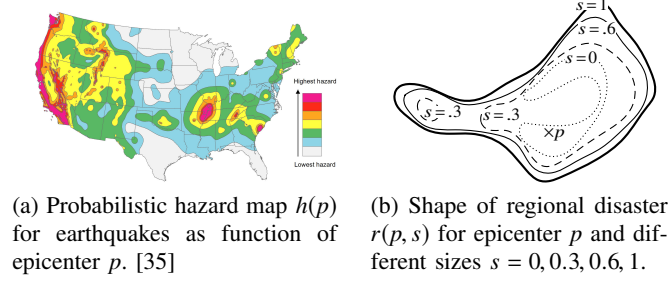 Highest hazard
Lowest hazard
(a) Probabilistic hazard map h(p)
for earthquakes as function of
epicenter p. [35]
s=1
s=.6
s=0
s=.3
s=.3
×p
(b) Shape of regional disaster
r(p, s) for epicenter p and dif-
ferent sizes s = 0, 0.3, 0.6, 1.